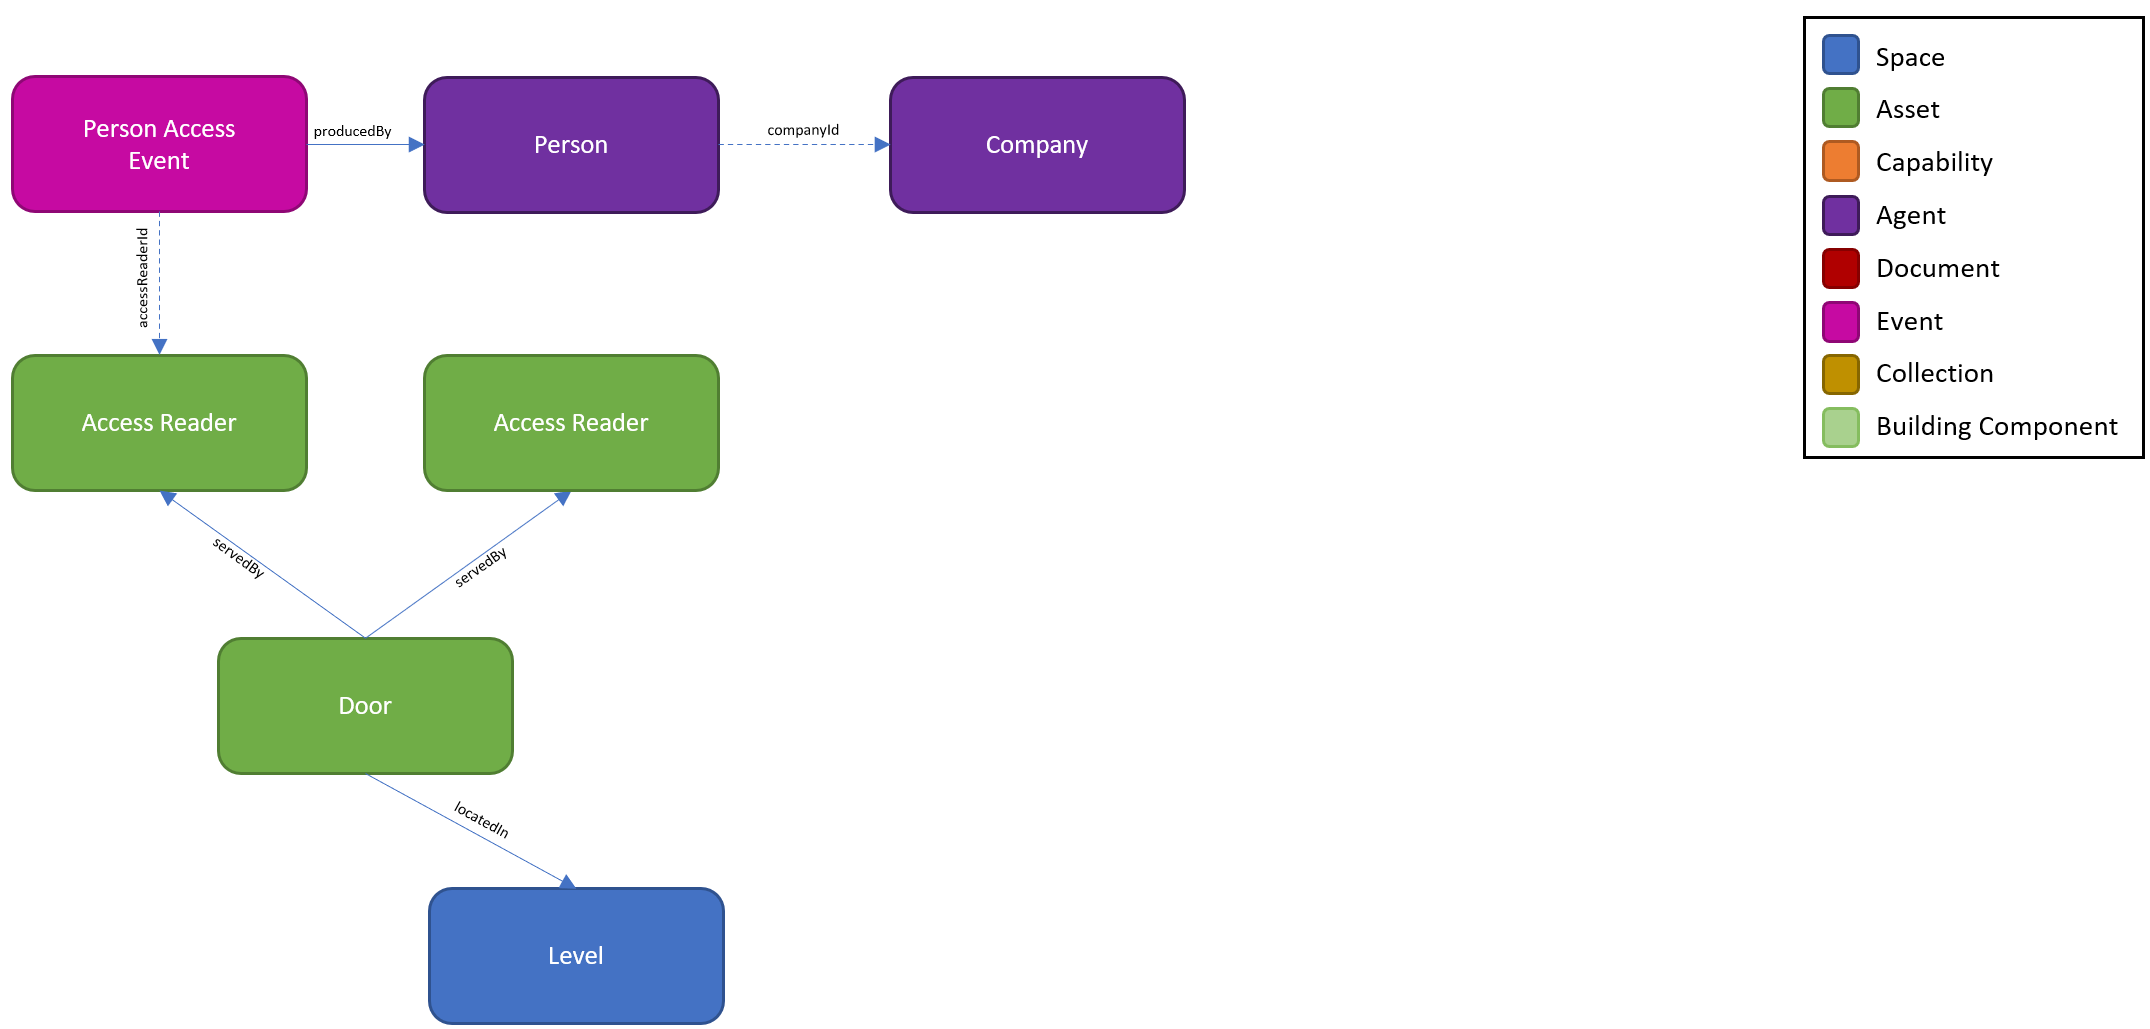 Person Access
Event
producedBy
Person
companyId
Company
accessReaderId
Access Reader
Access Reader
servedBy
servedBy
Door
locatedIn
Level
Space
Asset
Capability
Agent
Document
Event
Collection
Building Component